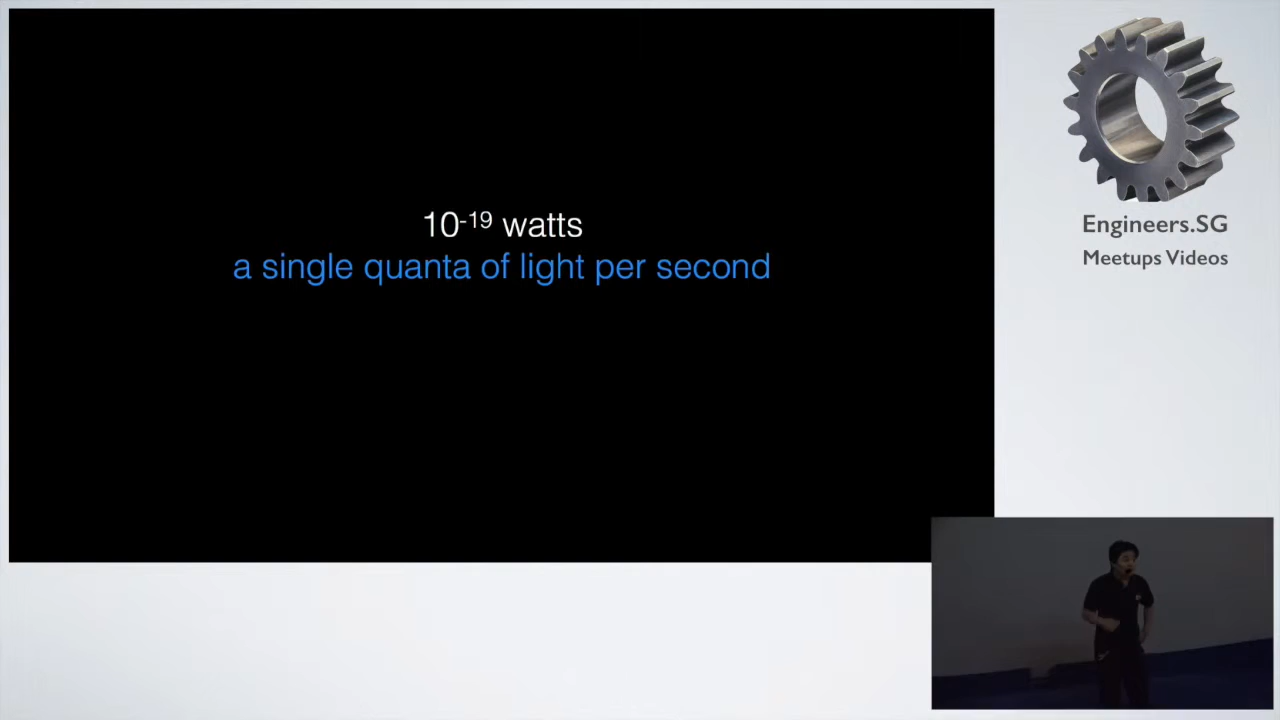 10⁻¹⁹ watts
a single quanta of light per second
Engineers.SG
Meetups Videos